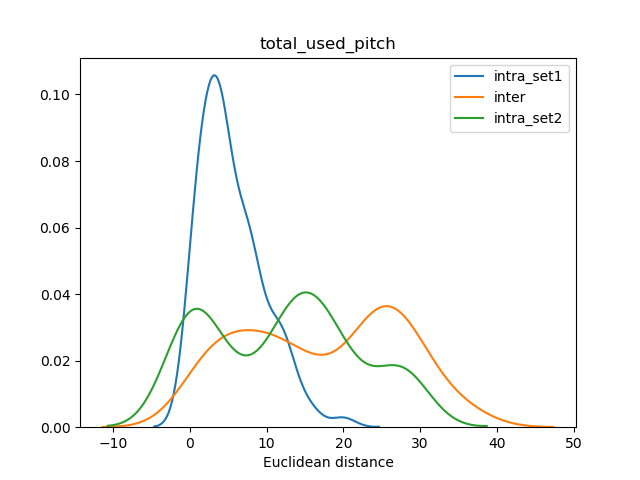 total_used_pitch
intra_set1
inter
intra_set2
0.10
0.08
0.06
0.04
0.02
0.00
−10 0 10 20 30 40 50
Euclidean distance